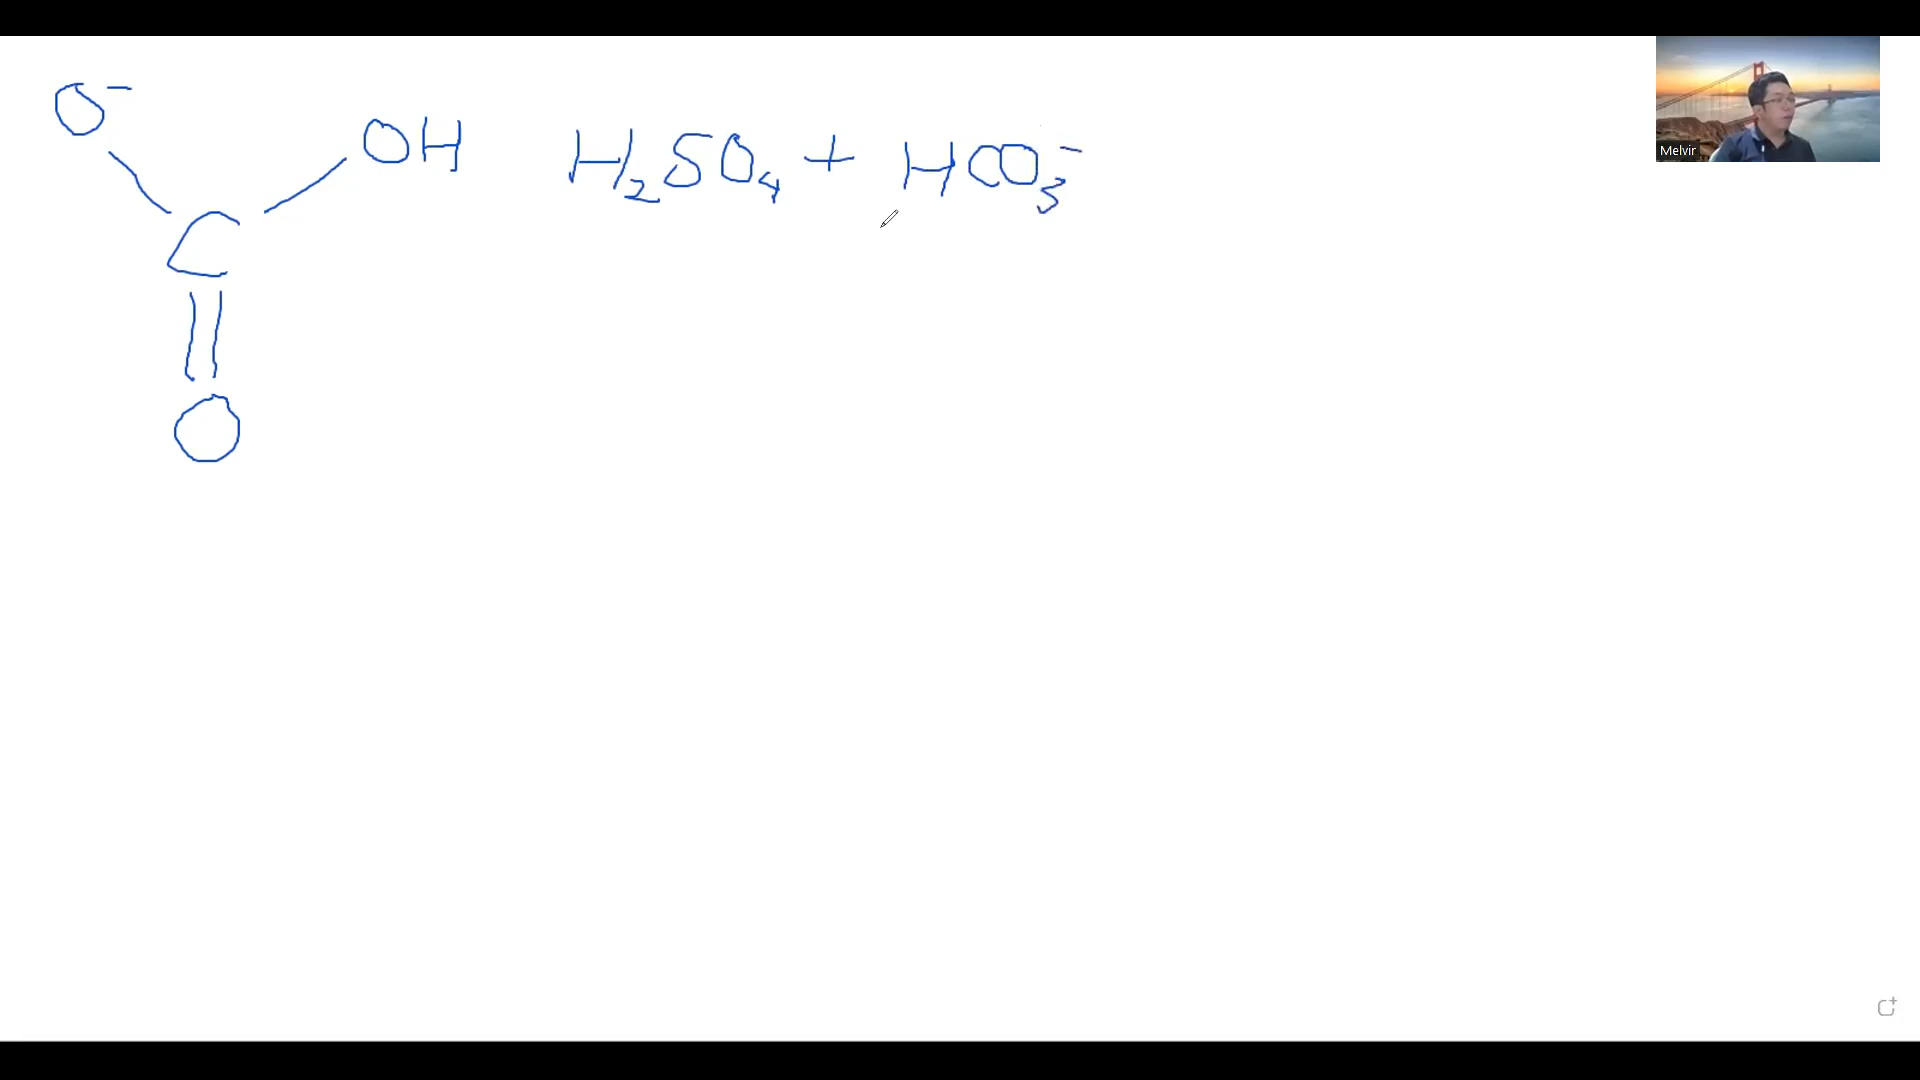 O⁻
OH
C
O
H₂SO₄ + HCO₃⁻
Melvir